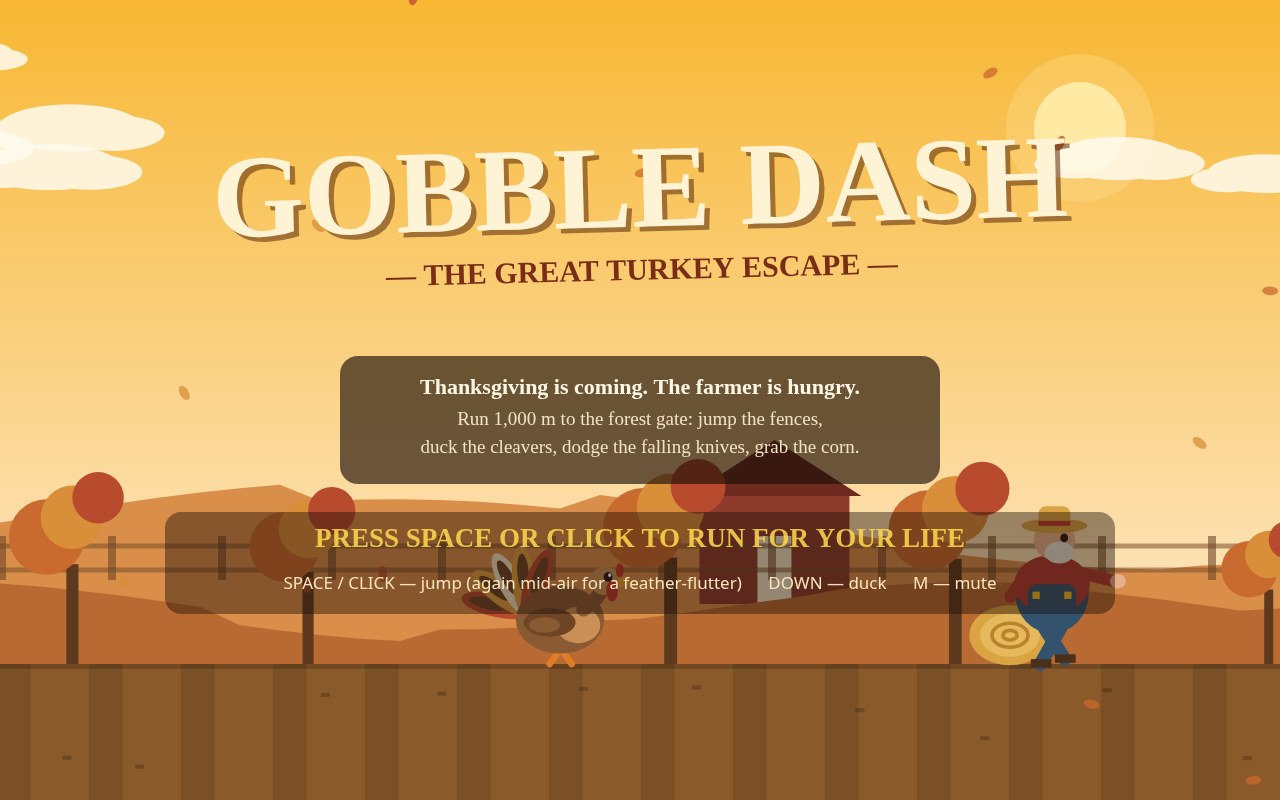 GOBBLE DASH
— THE GREAT TURKEY ESCAPE —
Thanksgiving is coming. The farmer is hungry.
Run 1,000 m to the forest gate: jump the fences,
duck the cleavers, dodge the falling knives, grab the corn.
PRESS SPACE OR CLICK TO RUN FOR YOUR LIFE
SPACE / CLICK — jump (again mid-air for a feather-flutter) DOWN — duck M — mute